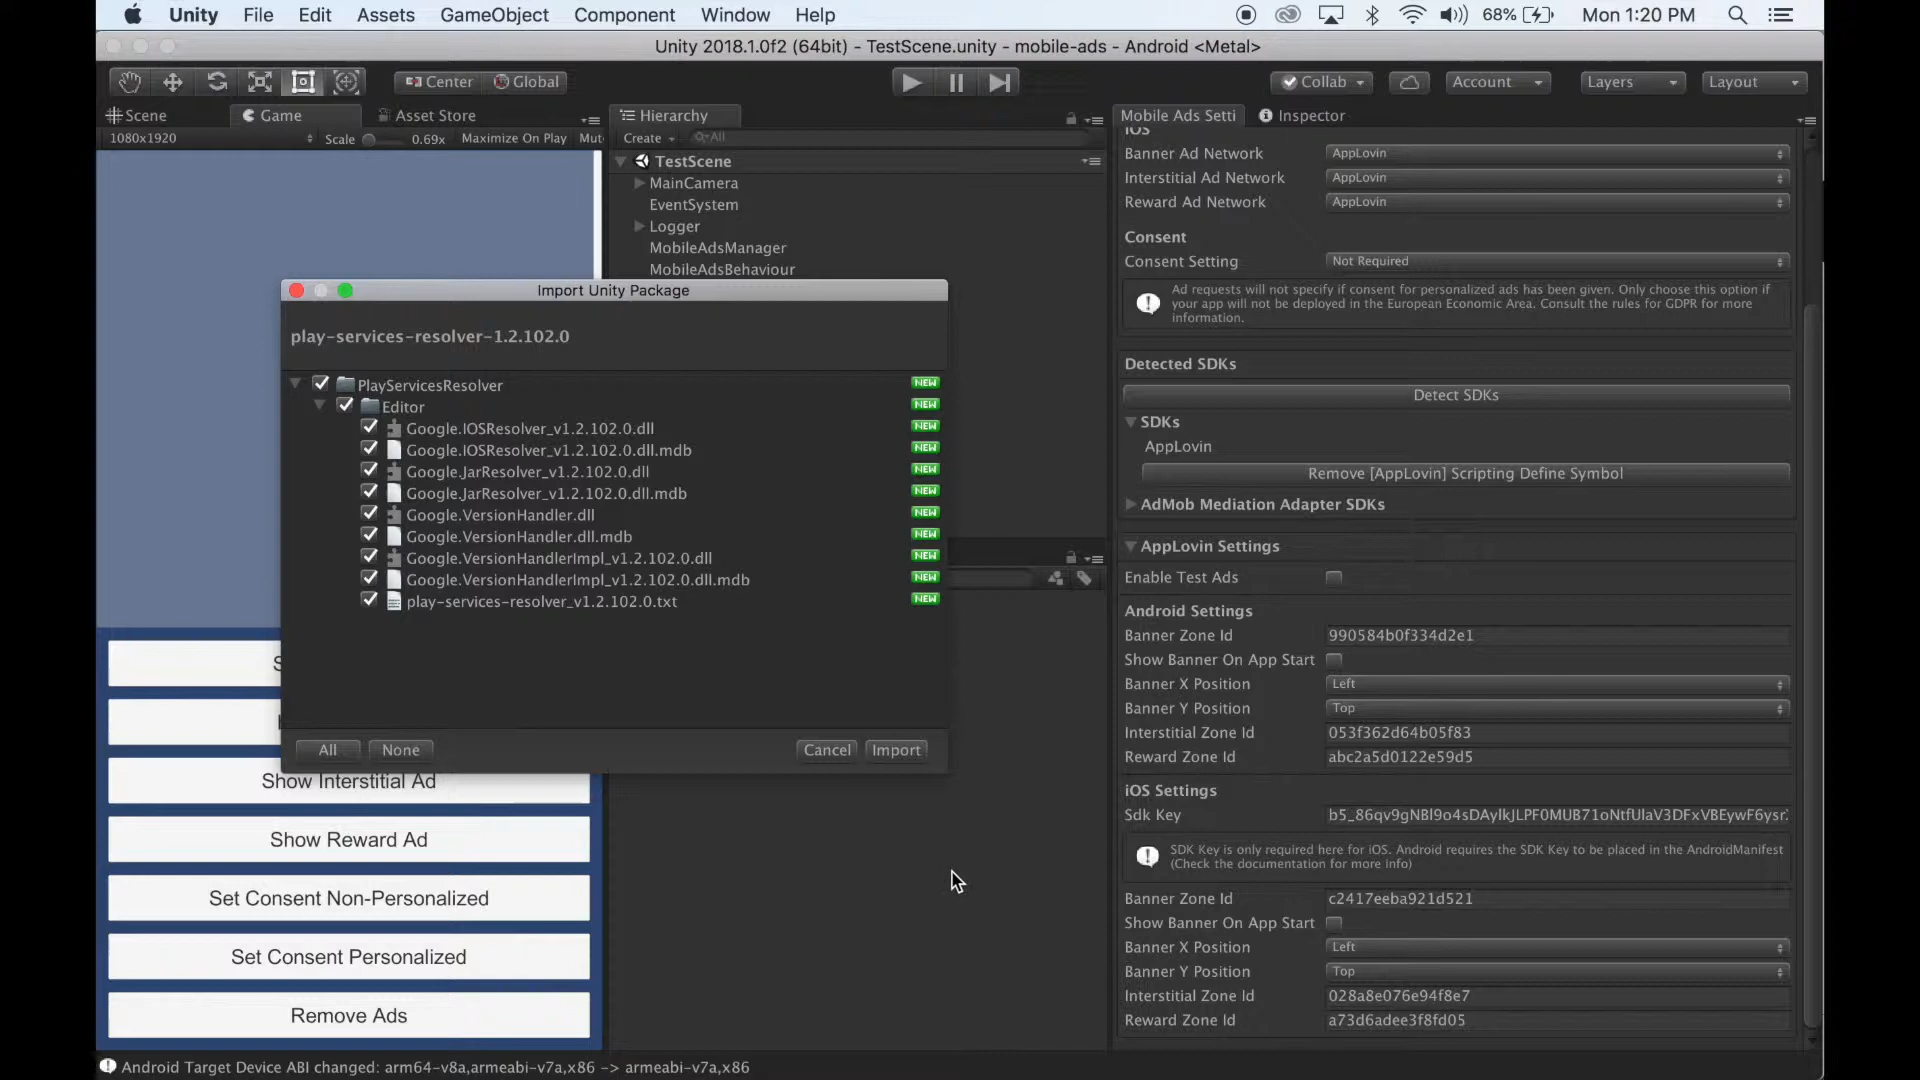 Unity File Edit Assets GameObject Component Window Help 68% Mon 1:20 PM
Unity 2018.1.0f2 (64bit) - TestScene.unity - mobile-ads - Android <Metal>
Center Global Collab Account Layers Layout
Scene Game Asset Store
1080x1920 Scale 0.69x Maximize On Play Mut
Hierarchy
Create All
TestScene
MainCamera
EventSystem
Logger
MobileAdsManager
MobileAdsBehaviour
Import Unity Package
play-services-resolver-1.2.102.0
PlayServicesResolver NEW
Editor NEW
Google.IOSResolver_v1.2.102.0.dll NEW
Google.IOSResolver_v1.2.102.0.dll.mdb NEW
Google.JarResolver_v1.2.102.0.dll NEW
Google.JarResolver_v1.2.102.0.dll.mdb NEW
Google.VersionHandler.dll NEW
Google.VersionHandler.dll.mdb NEW
Google.VersionHandlerImpl_v1.2.102.0.dll NEW
Google.VersionHandlerImpl_v1.2.102.0.dll.mdb NEW
play-services-resolver_v1.2.102.0.txt NEW
All None Cancel Import
Show Interstitial Ad
Show Reward Ad
Set Consent Non-Personalized
Set Consent Personalized
Remove Ads
Mobile Ads Setti Inspector
iOS
Banner Ad Network AppLovin
Interstitial Ad Network AppLovin
Reward Ad Network AppLovin
Consent
Consent Setting Not Required
Ad requests will not specify if consent for personalized ads has been given. Only choose this option if
your app will not be deployed in the European Economic Area. Consult the rules for GDPR for more
information.
Detected SDKs
Detect SDKs
SDKs
AppLovin
Remove [AppLovin] Scripting Define Symbol
AdMob Mediation Adapter SDKs
AppLovin Settings
Enable Test Ads
Android Settings
Banner Zone Id 990584b0f334d2e1
Show Banner On App Start
Banner X Position Left
Banner Y Position Top
Interstitial Zone Id 053f362d64b05f83
Reward Zone Id abc2a5d0122e59d5
iOS Settings
Sdk Key
SDK Key is only required here for iOS. Android requires the SDK Key to be placed in the AndroidManifest
(Check the documentation for more info)
Banner Zone Id c2417eeba921d521
Show Banner On App Start
Banner X Position Left
Banner Y Position Top
Interstitial Zone Id 028a8e076e94f8e7
Reward Zone Id a73d6adee3f8fd05
Android Target Device ABI changed: arm64-v8a,armeabi-v7a,x86 -> armeabi-v7a,x86